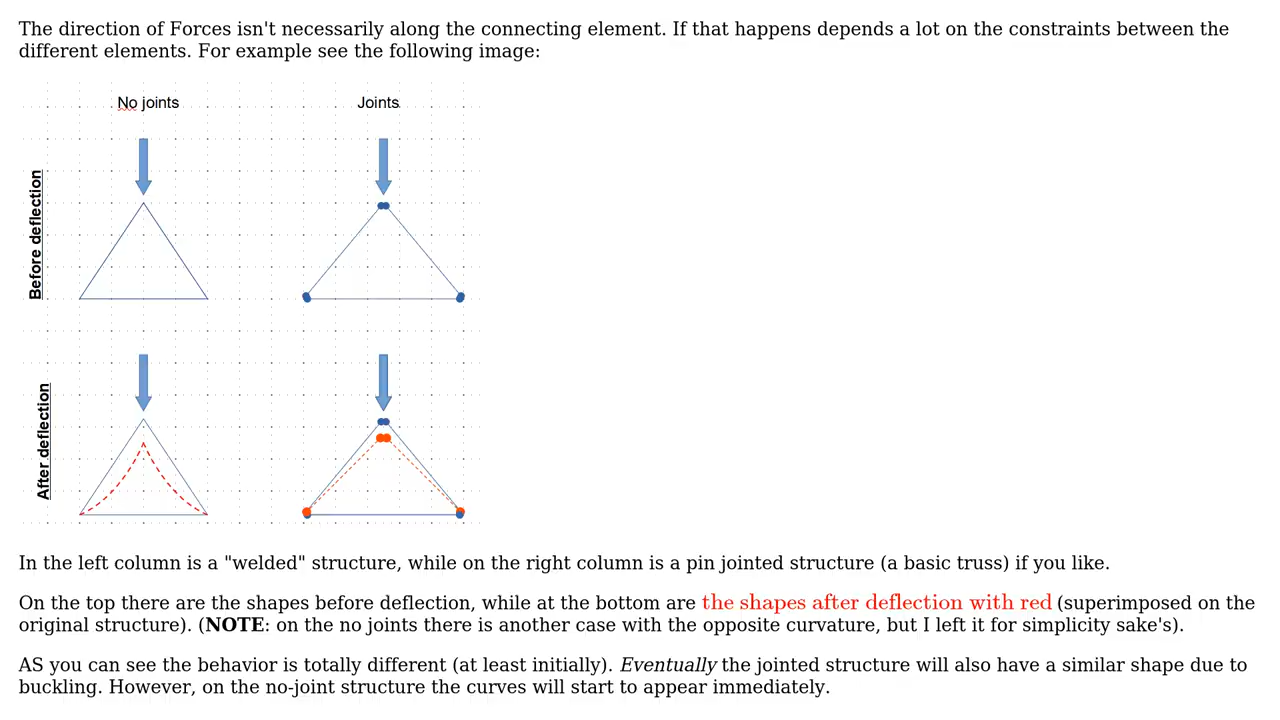 The direction of Forces isn't necessarily along the connecting element. If that happens depends a lot on the constraints between the
different elements. For example see the following image:
No joints
Joints
Before deflection
After deflection
In the left column is a "welded" structure, while on the right column is a pin jointed structure (a basic truss) if you like.
On the top there are the shapes before deflection, while at the bottom are the shapes after deflection with red (superimposed on the
original structure). (NOTE: on the no joints there is another case with the opposite curvature, but I left it for simplicity sake's).
AS you can see the behavior is totally different (at least initially). Eventually the jointed structure will also have a similar shape due to
buckling. However, on the no-joint structure the curves will start to appear immediately.